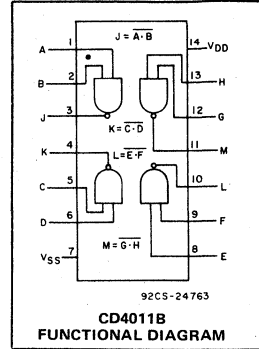 J = A·B
A 1
14 VDD
B 2
13 H
12 G
J 3
K = C·D
K 4
11 M
L = E·F
10 L
C 5
9 F
D 6
M = G·H
8 E
VSS 7
92CS-24763
CD4011B
FUNCTIONAL DIAGRAM